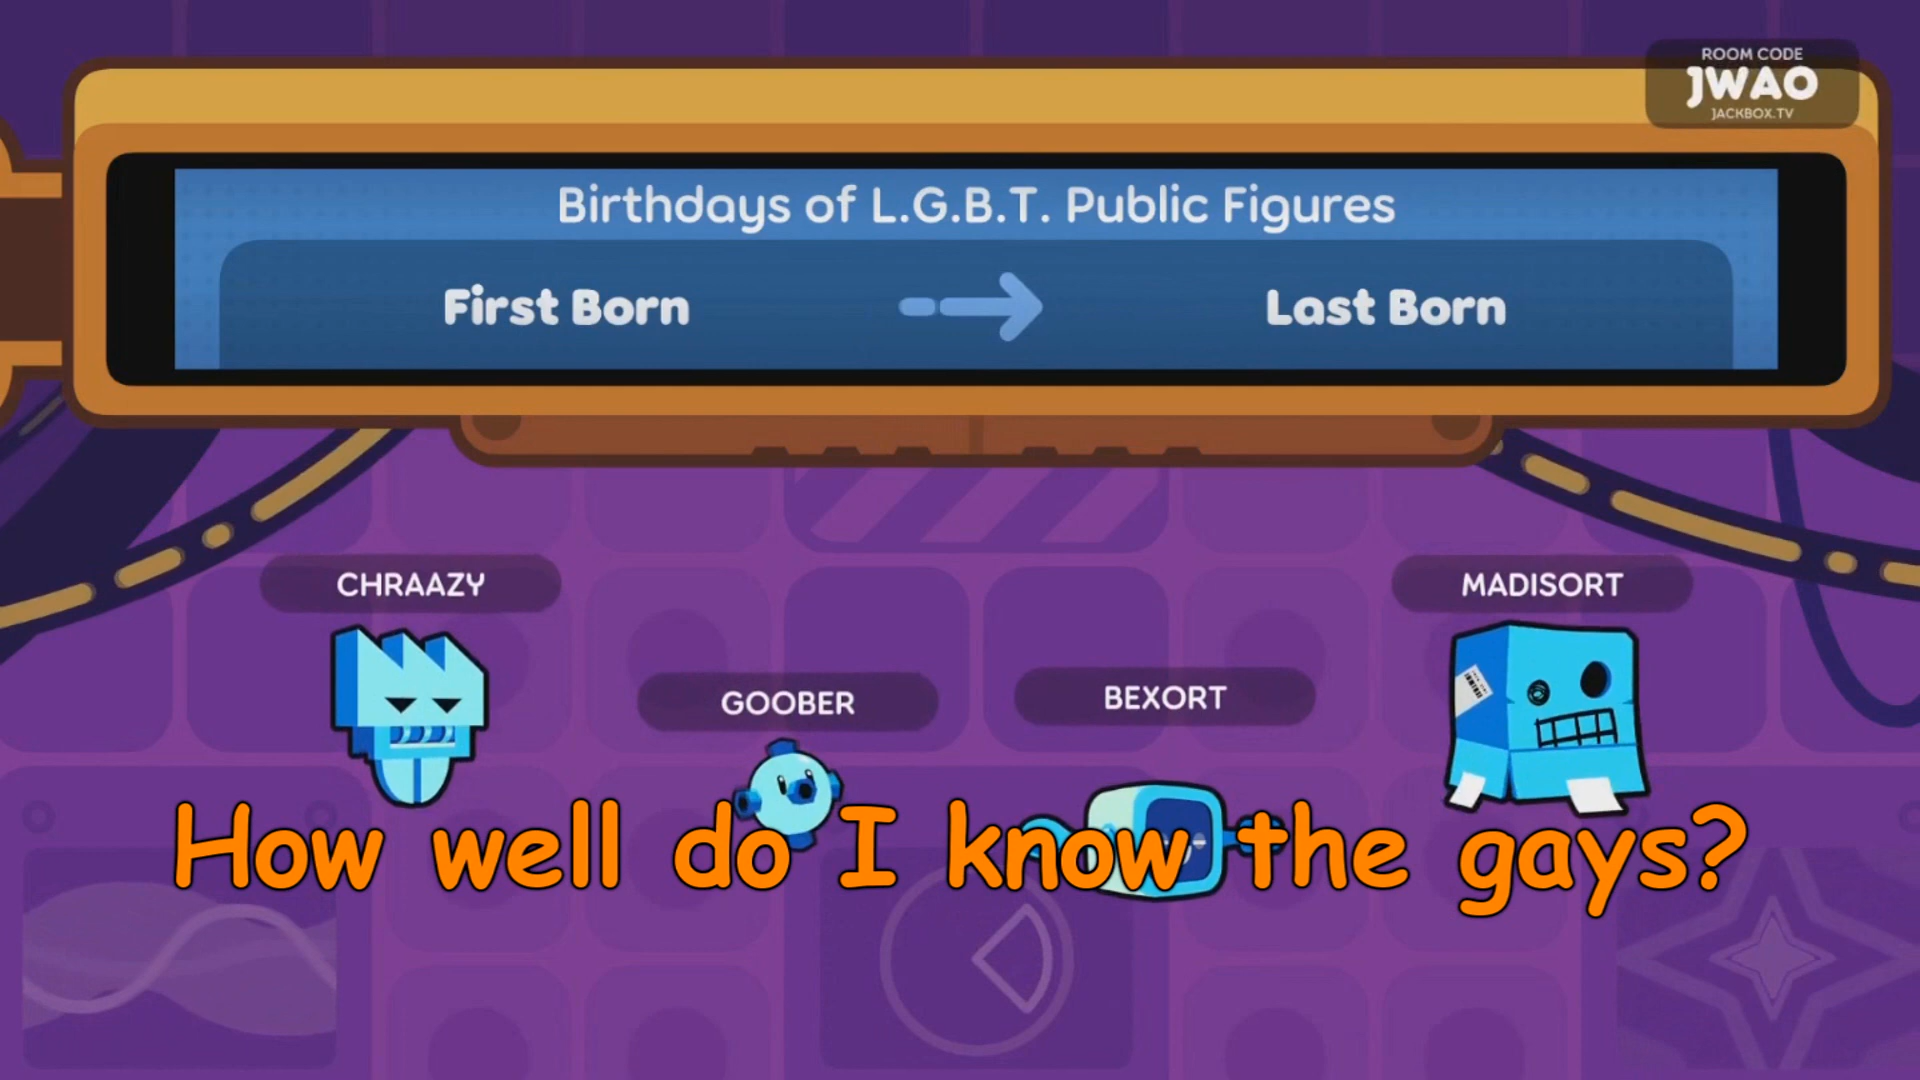 ROOM CODE
JWAO
JACKBOX.TV
Birthdays of L.G.B.T. Public Figures
First Born
Last Born
CHRAAZY
MADISORT
GOOBER
BEXORT
How well do I know the gays?